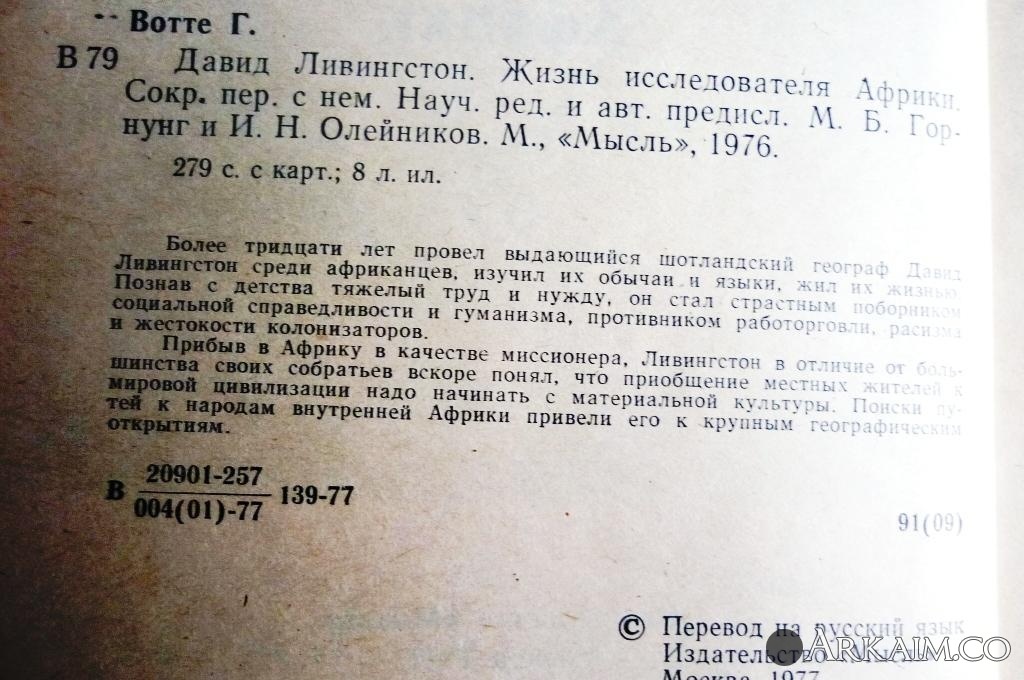 Вотте Г.
В 79 Давид Ливингстон. Жизнь исследователя Африки.
Сокр. пер. с нем. Науч. ред. и авт. предисл. М. Б. Гор-
нунг и И. Н. Олейников. М., «Мысль», 1976.
279 с. с карт.; 8 л. ил.
Более тридцати лет провел выдающийся шотландский географ Давид
Ливингстон среди африканцев, изучил их обычаи и языки, жил их жизнью.
Познав с детства тяжелый труд и нужду, он стал страстным поборником
социальной справедливости и гуманизма, противником работорговли, расизма
и жестокости колонизаторов.
Прибыв в Африку в качестве миссионера, Ливингстон в отличие от боль-
шинства своих собратьев вскоре понял, что приобщение местных жителей к
мировой цивилизации надо начинать с материальной культуры. Поиски пу-
тей к народам внутренней Африки привели его к крупным географическим
открытиям.
В 20901-257 139-77
004(01)-77
91(09)
© Перевод на русский язык
Издательство «Мысль»
Москва 1977
ARKAIM.CO